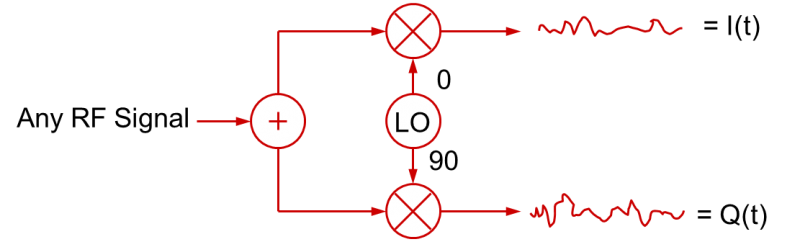 = I(t)
0
Any RF Signal
+
LO
90
= Q(t)